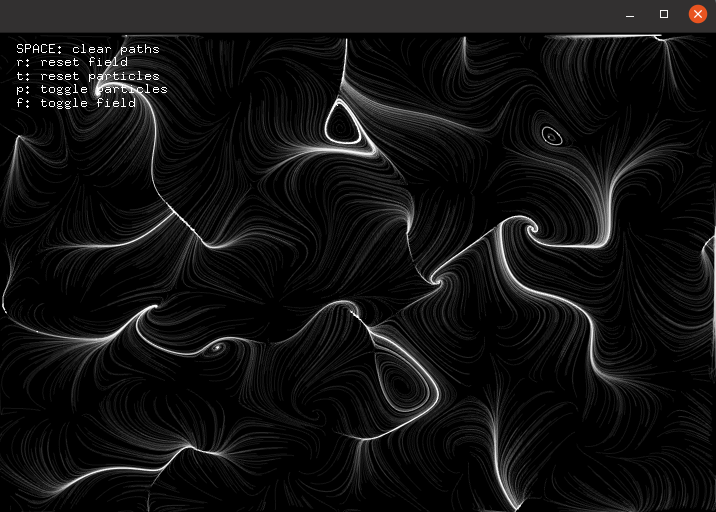 SPACE: clear paths
r: reset field
t: reset particles
p: toggle particles
f: toggle field